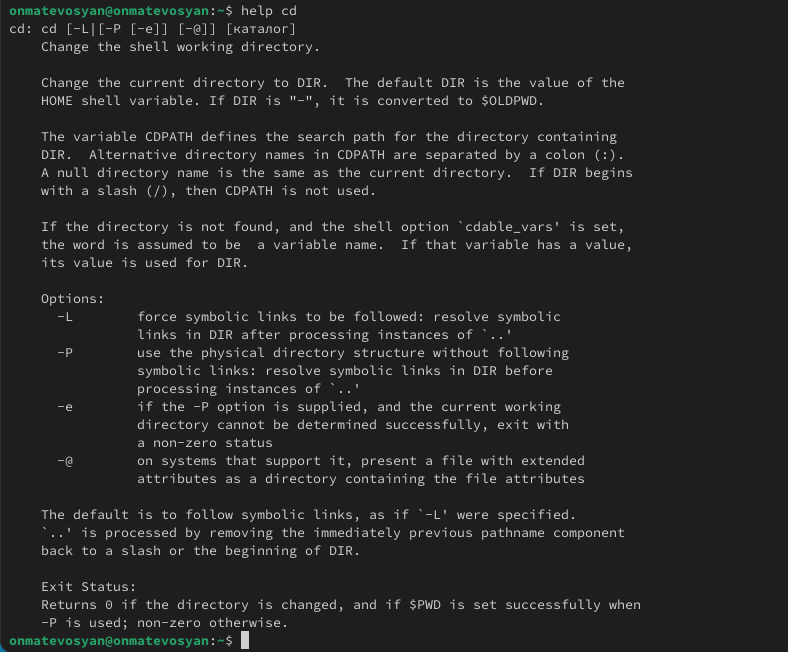 onmatevosyan@onmatevosyan:~$ help cd
cd: cd [-L|[-P [-e]] [-@]] [каталог]
    Change the shell working directory.

    Change the current directory to DIR.  The default DIR is the value of the
    HOME shell variable. If DIR is "-", it is converted to $OLDPWD.

    The variable CDPATH defines the search path for the directory containing
    DIR.  Alternative directory names in CDPATH are separated by a colon (:).
    A null directory name is the same as the current directory.  If DIR begins
    with a slash (/), then CDPATH is not used.

    If the directory is not found, and the shell option `cdable_vars' is set,
    the word is assumed to be  a variable name.  If that variable has a value,
    its value is used for DIR.

    Options:
      -L        force symbolic links to be followed: resolve symbolic
                links in DIR after processing instances of `..'
      -P        use the physical directory structure without following
                symbolic links: resolve symbolic links in DIR before
                processing instances of `..'
      -e        if the -P option is supplied, and the current working
                directory cannot be determined successfully, exit with
                a non-zero status
      -@        on systems that support it, present a file with extended
                attributes as a directory containing the file attributes

    The default is to follow symbolic links, as if `-L' were specified.
    `..' is processed by removing the immediately previous pathname component
    back to a slash or the beginning of DIR.

    Exit Status:
    Returns 0 if the directory is changed, and if $PWD is set successfully when
    -P is used; non-zero otherwise.
onmatevosyan@onmatevosyan:~$